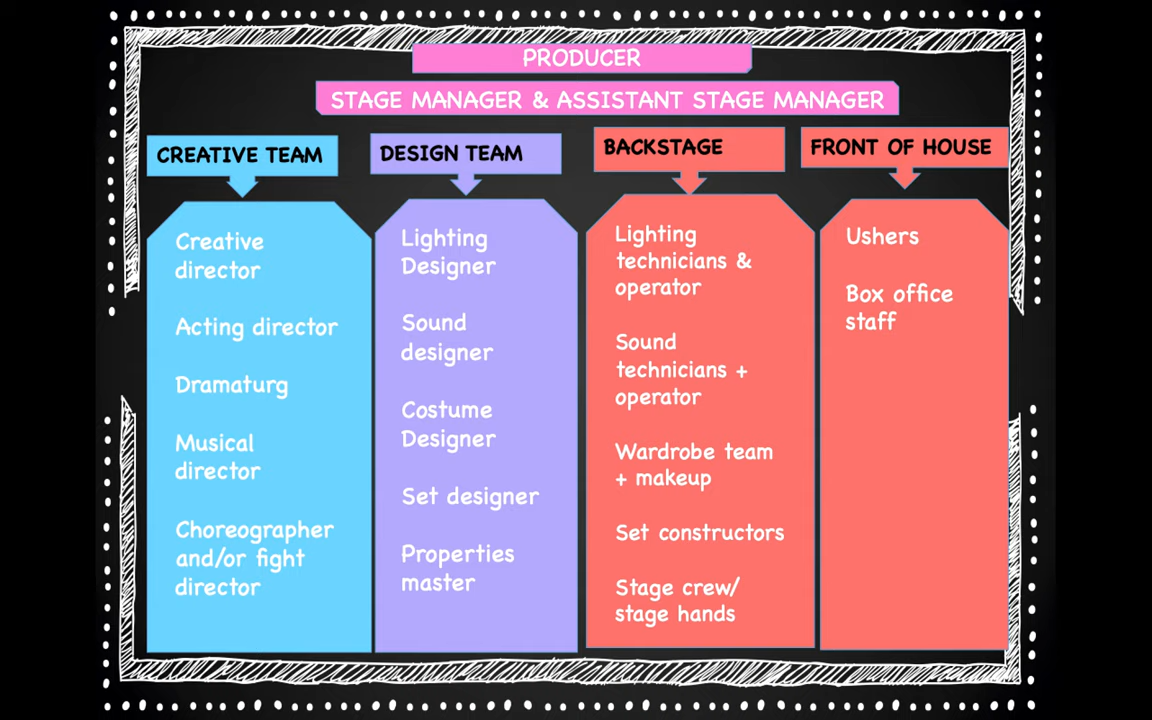 PRODUCER
STAGE MANAGER & ASSISTANT STAGE MANAGER
CREATIVE TEAM
Creative
director
Acting director
Dramaturg
Musical
director
Choreographer
and/or fight
director
DESIGN TEAM
Lighting
Designer
Sound
designer
Costume
Designer
Set designer
Properties
master
BACKSTAGE
Lighting
technicians &
operator
Sound
technicians +
operator
Wardrobe team
+ makeup
Set constructors
Stage crew/
stage hands
FRONT OF HOUSE
Ushers
Box office
staff